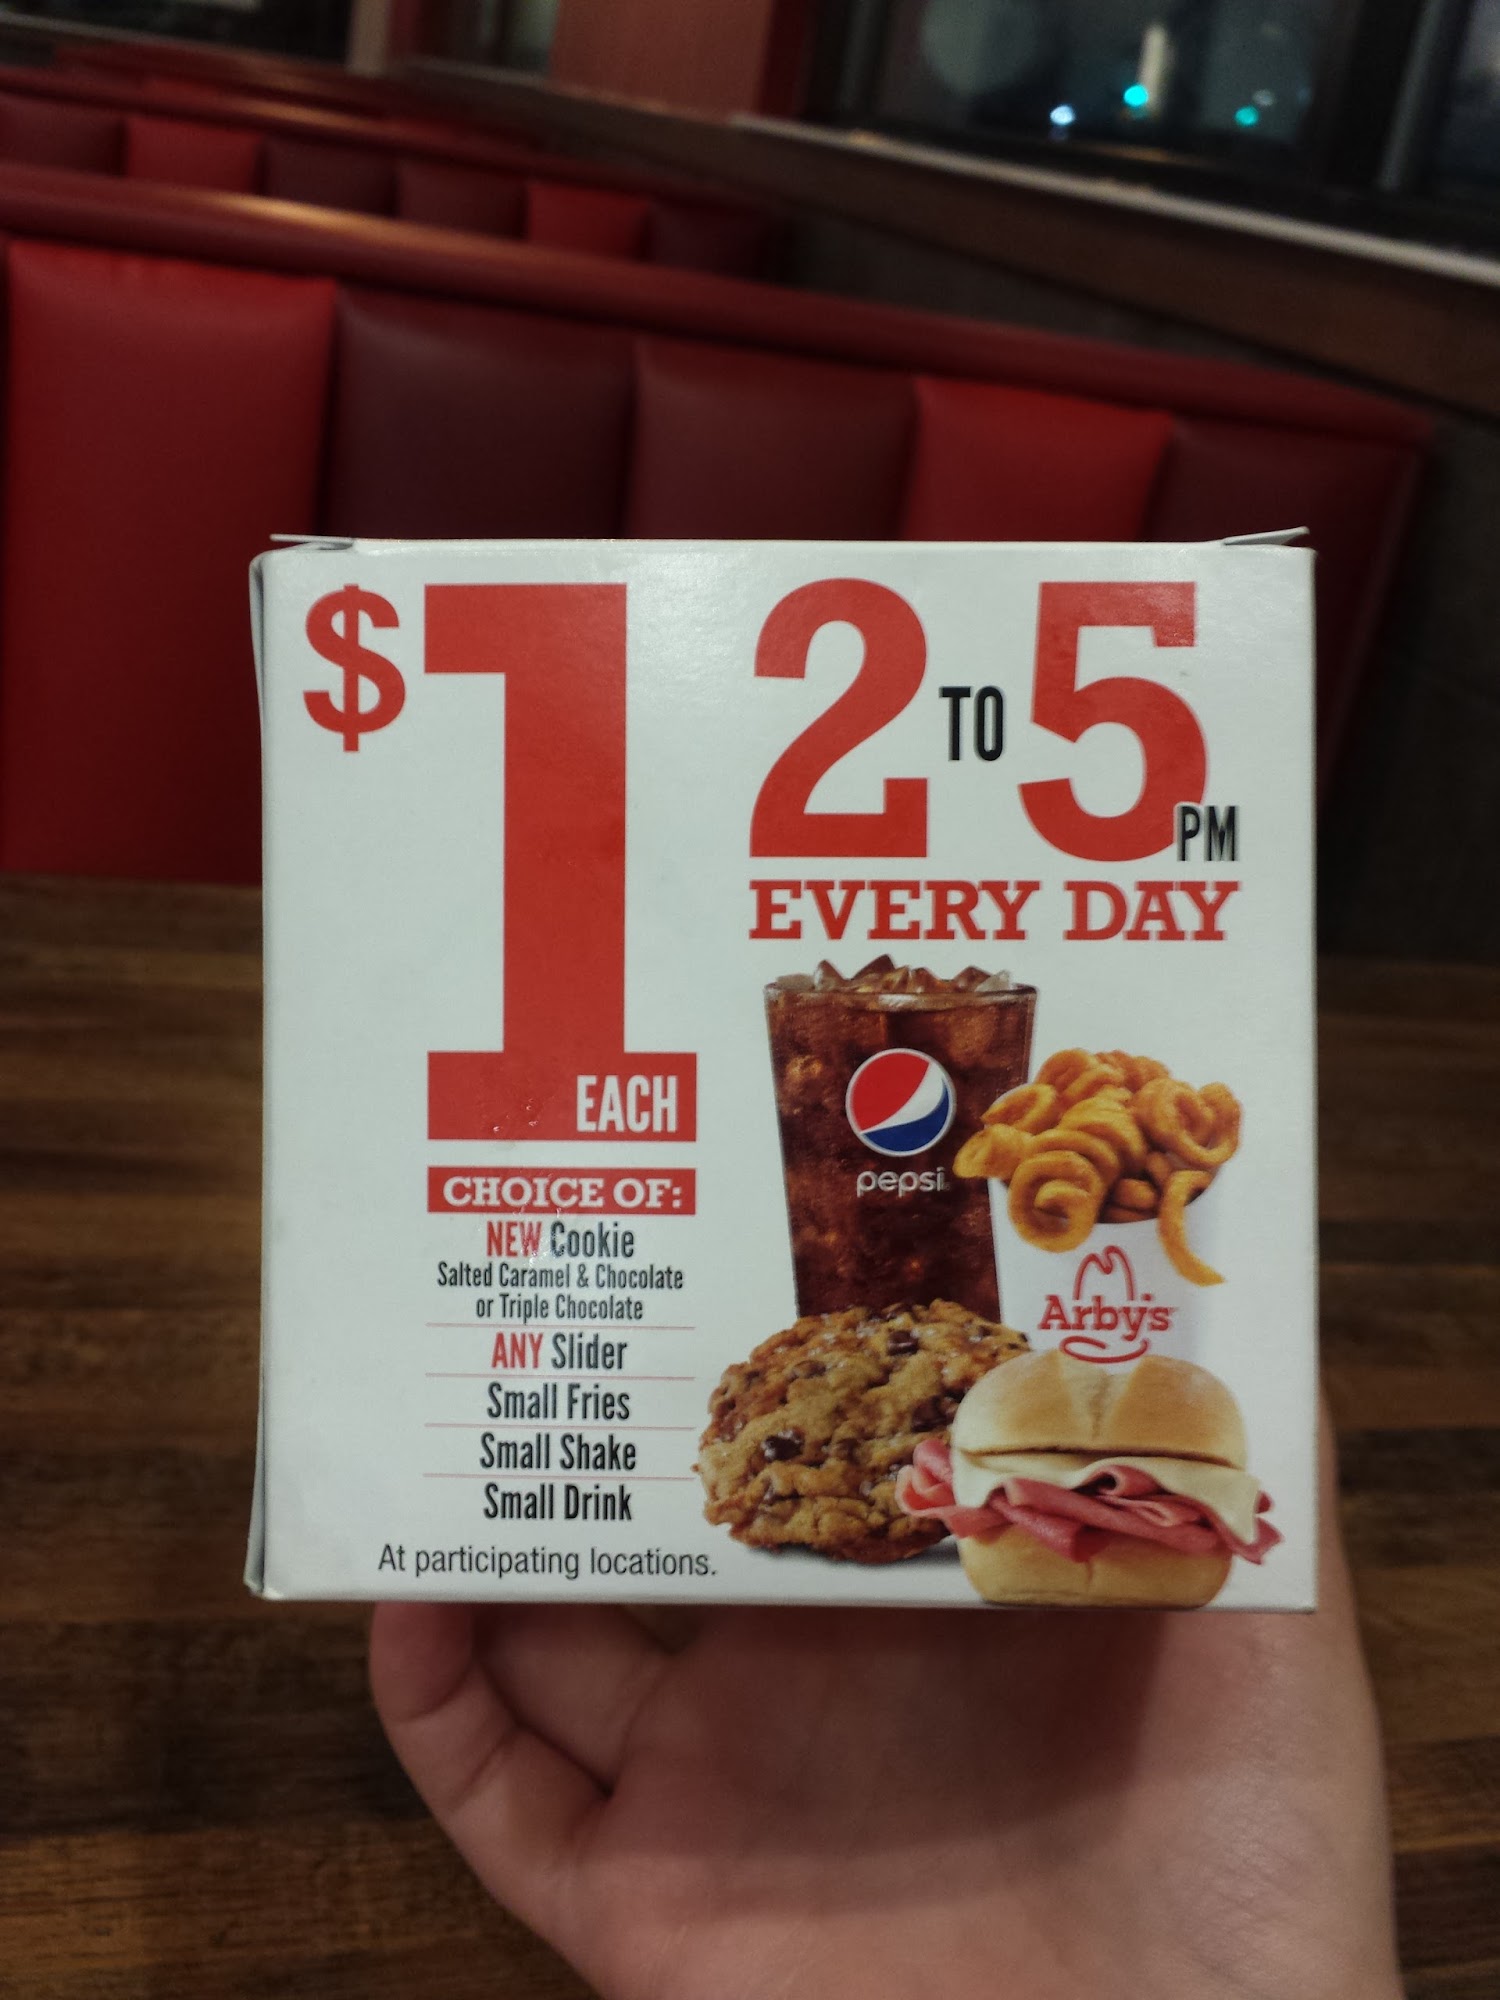 $1 EACH
2 TO 5 PM
EVERY DAY
CHOICE OF:
NEW Cookie
Salted Caramel & Chocolate
or Triple Chocolate
ANY Slider
Small Fries
Small Shake
Small Drink
At participating locations.
pepsi
Arby's